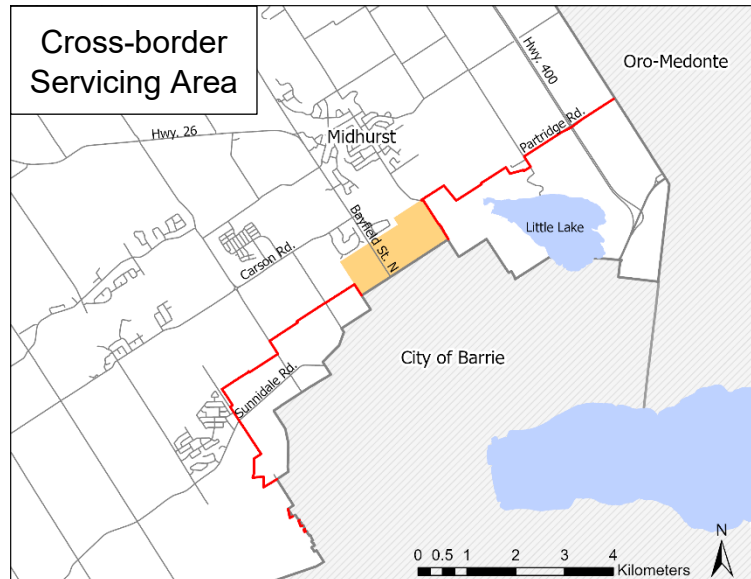 Cross-border
Servicing Area
Oro-Medonte
Hwy. 400
Hwy. 26
Midhurst
Partridge Rd.
Bayfield St. N
Little Lake
Carson Rd.
City of Barrie
Sunnidale Rd.
N
0 0.5 1 2 3 4
Kilometers